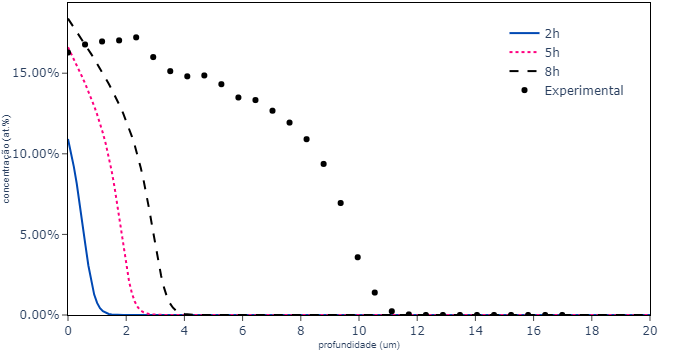 2h
5h
8h
Experimental
15.00%
10.00%
5.00%
0.00%
concentração (at.%)
0 2 4 6 8 10 12 14 16 18 20
profundidade (um)